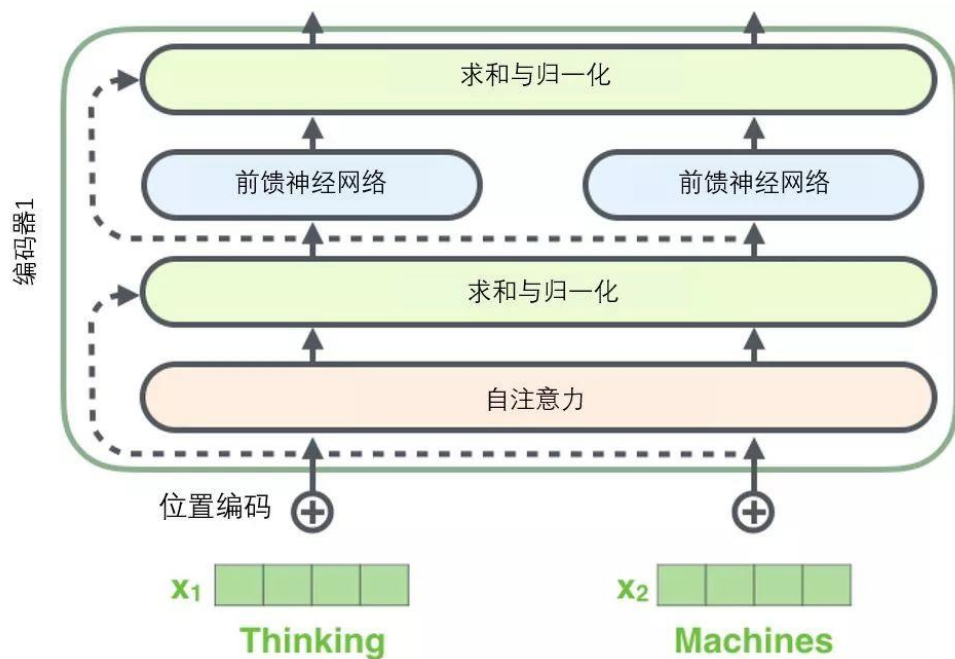 求和与归一化
前馈神经网络
前馈神经网络
编码器1
求和与归一化
自注意力
位置编码
x₁
x₂
Thinking
Machines